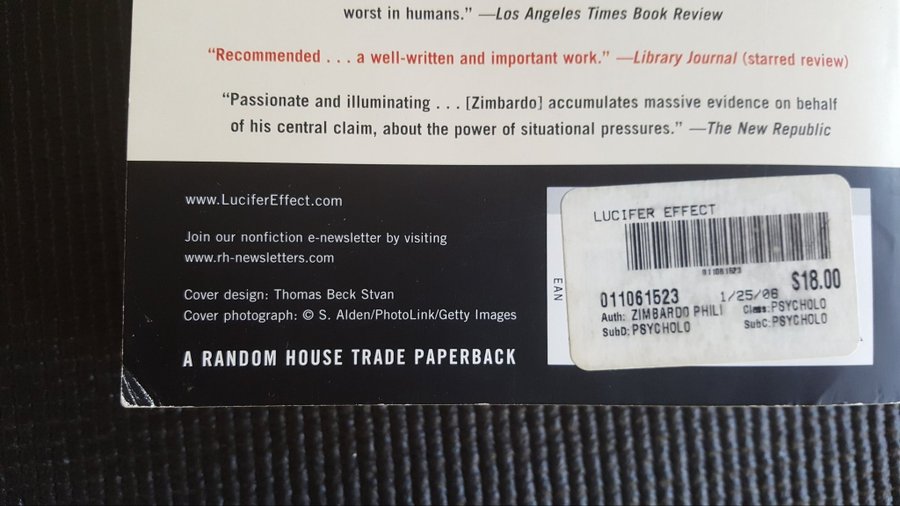 worst in humans.” —Los Angeles Times Book Review
“Recommended . . . a well-written and important work.” —Library Journal (starred review)
“Passionate and illuminating . . . [Zimbardo] accumulates massive evidence on behalf
of his central claim, about the power of situational pressures.” —The New Republic
www.LuciferEffect.com
Join our nonfiction e-newsletter by visiting
www.rh-newsletters.com
Cover design: Thomas Beck Stvan
Cover photograph: © S. Alden/PhotoLink/Getty Images
A RANDOM HOUSE TRADE PAPERBACK
EAN
LUCIFER EFFECT
011061523
$18.00
011061523 1/25/08
Auth: ZIMBARDO PHILI Class:PSYCHOLO
SubD:PSYCHOLO SubC:PSYCHOLO